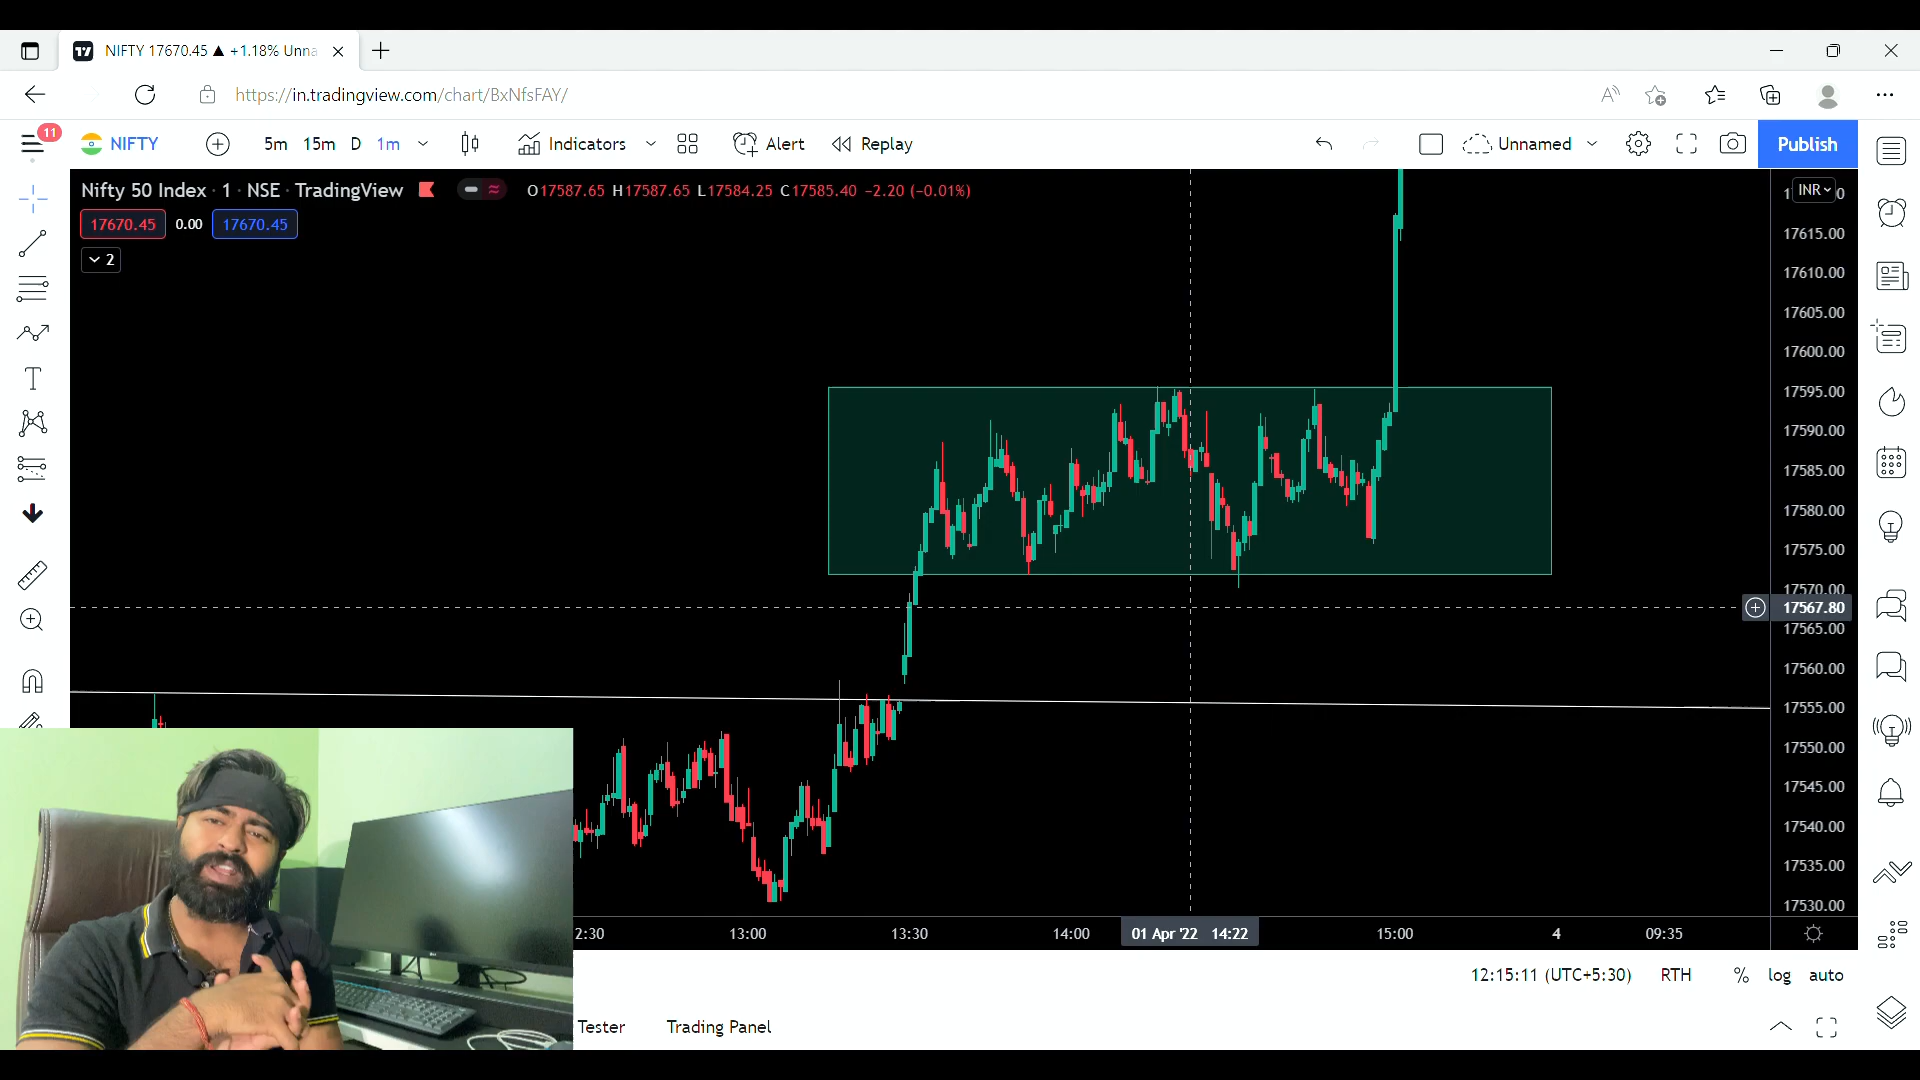 NIFTY 17670.45 ▲ +1.18% Unna
https://in.tradingview.com/chart/BxNfsFAY/
11
NIFTY 5m 15m D 1m Indicators Alert Replay Unnamed Publish
Nifty 50 Index · 1 · NSE · TradingView O17587.65 H17587.65 L17584.25 C17585.40 −2.20 (−0.01%)
INR
17670.45 0.00 17670.45
2
17615.00
17610.00
17605.00
17600.00
17595.00
17590.00
17585.00
17580.00
17575.00
17570.00
17567.80
17565.00
17560.00
17555.00
17550.00
17545.00
17540.00
17535.00
17530.00
2:30 13:00 13:30 14:00 01 Apr '22 14:22 15:00 4 09:35
12:15:11 (UTC+5:30) RTH % log auto
Tester Trading Panel